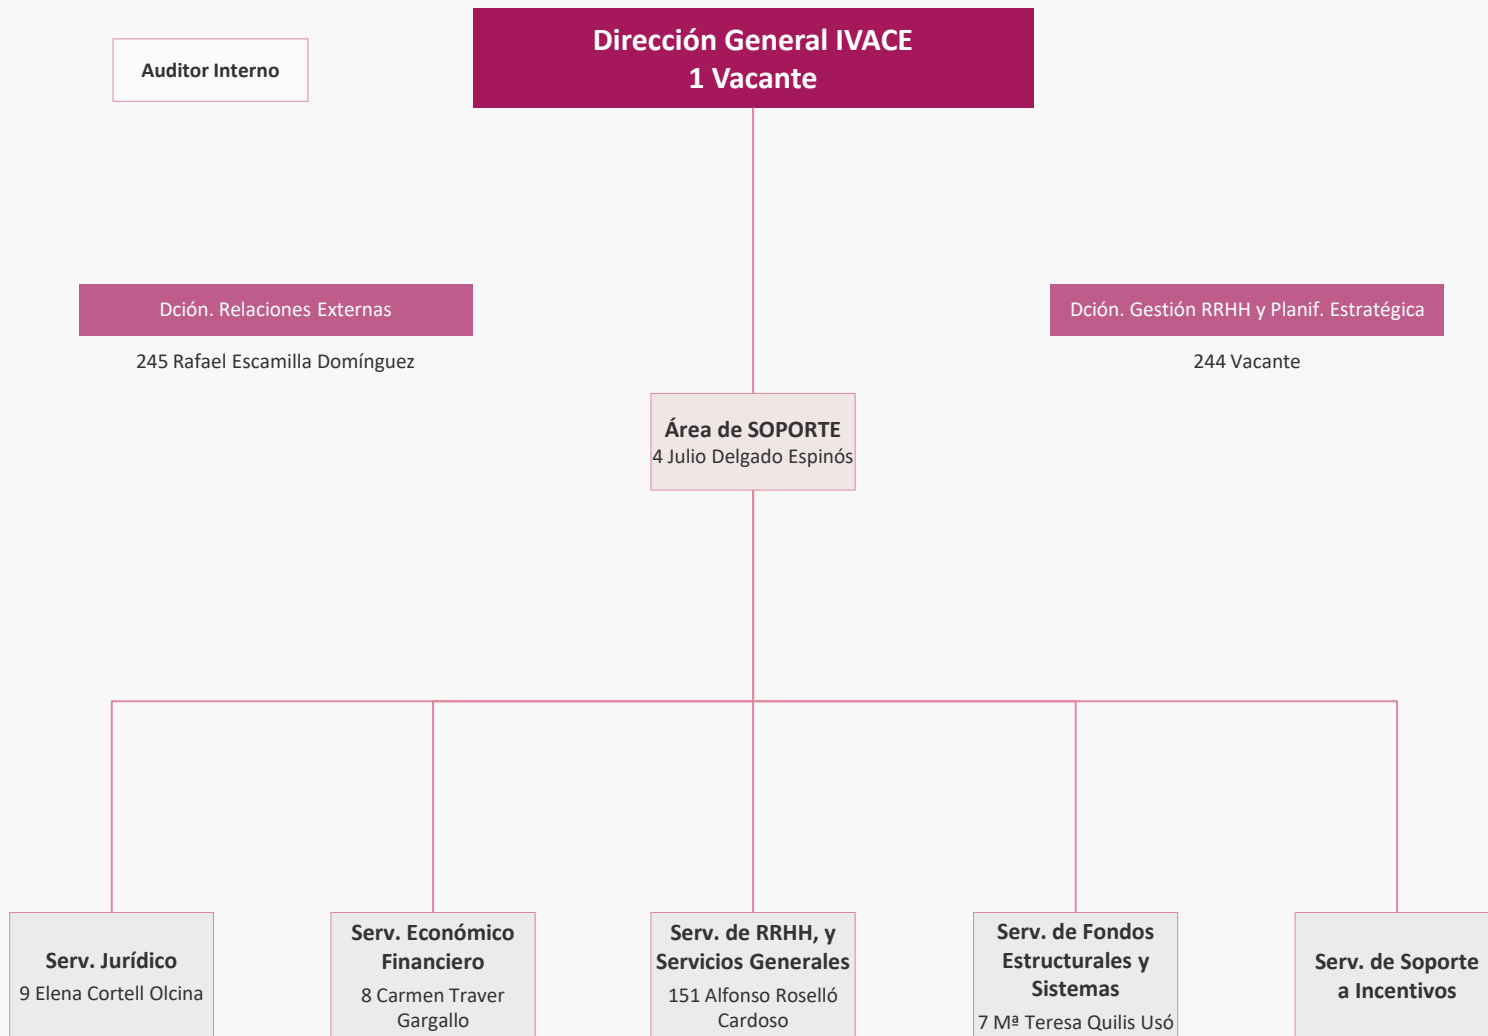 Dirección General IVACE
1 Vacante
Auditor Interno
Dción. Relaciones Externas
245 Rafael Escamilla Domínguez
Dción. Gestión RRHH y Planif. Estratégica
244 Vacante
Área de SOPORTE
4 Julio Delgado Espinós
Serv. Jurídico
9 Elena Cortell Olcina
Serv. Económico
Financiero
8 Carmen Traver
Gargallo
Serv. de RRHH, y
Servicios Generales
151 Alfonso Roselló
Cardoso
Serv. de Fondos
Estructurales y
Sistemas
7 Mª Teresa Quilis Usó
Serv. de Soporte
a Incentivos